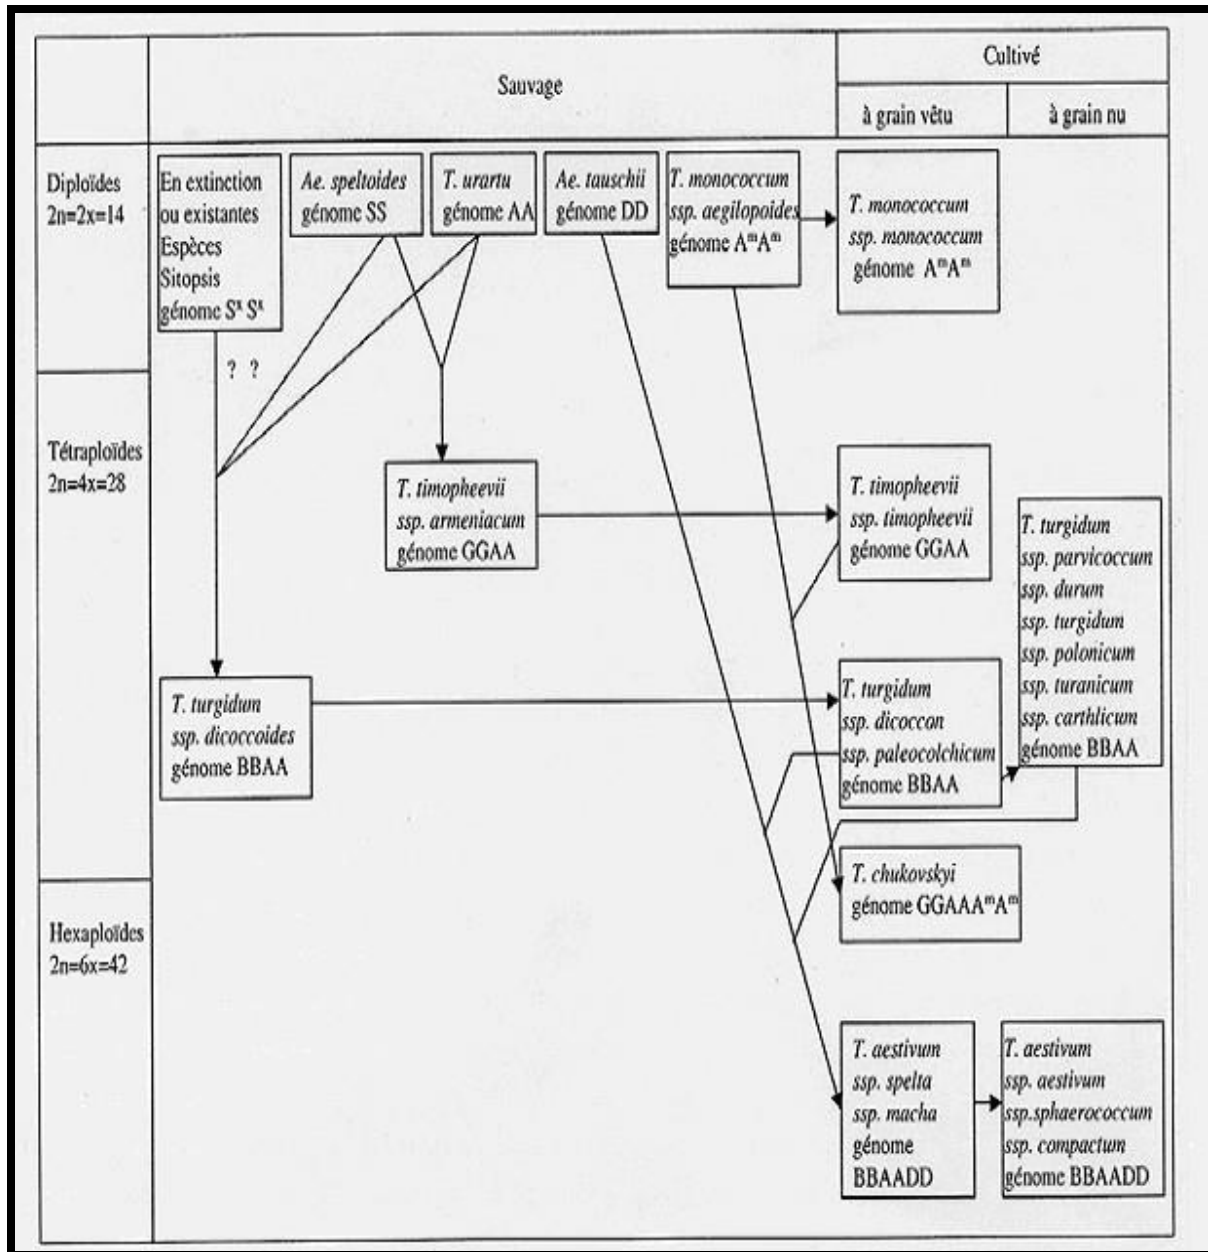 Sauvage
Cultivé
à grain vêtu
à grain nu
Diploïdes
2n=2x=14
En extinction
ou existantes
Espèces
Sitopsis
génome Sˣ Sˣ
Ae. speltoides
génome SS
T. urartu
génome AA
Ae. tauschii
génome DD
T. monococcum
ssp. aegilopoides
génome AᵐAᵐ
T. monococcum
ssp. monococcum
génome AᵐAᵐ
? ?
Tétraploïdes
2n=4x=28
T. timopheevii
ssp. armeniacum
génome GGAA
T. timopheevii
ssp. timopheevii
génome GGAA
T. turgidum
ssp. parvicoccum
ssp. durum
ssp. turgidum
ssp. polonicum
ssp. turanicum
ssp. carthlicum
génome BBAA
T. turgidum
ssp. dicoccoides
génome BBAA
T. turgidum
ssp. dicoccon
ssp. paleocolchicum
génome BBAA
Hexaploïdes
2n=6x=42
T. chukovskyi
génome GGAAAᵐAᵐ
T. aestivum
ssp. spelta
ssp. macha
génome
BBAADD
T. aestivum
ssp. aestivum
ssp.sphaerococcum
ssp. compactum
génome BBAADD